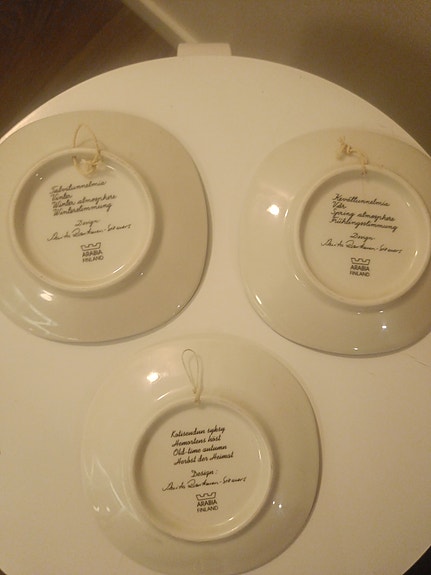 Talvitunnelmia
Vinter
Winter atmosphere
Winterstimmung
Design:
ARABIA
FINLAND
Kevättunnelmia
Vår
Spring atmosphere
Frühlingsstimmung
Design:
ARABIA
FINLAND
Kotiseudun syksy
Hemortens höst
Old-time autumn
Herbst der Heimat
Design:
ARABIA
FINLAND